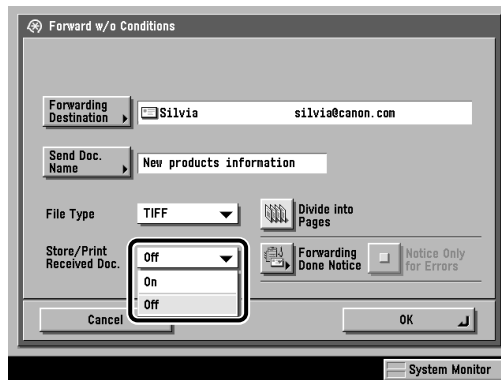 Forward w/o Conditions
Forwarding
Destination
Silvia silvia@canon.com
Send Doc.
Name
New products information
File Type
TIFF
Divide into
Pages
Store/Print
Received Doc.
Off
Forwarding
Done Notice
Notice Only
for Errors
On
Off
Cancel
OK
System Monitor